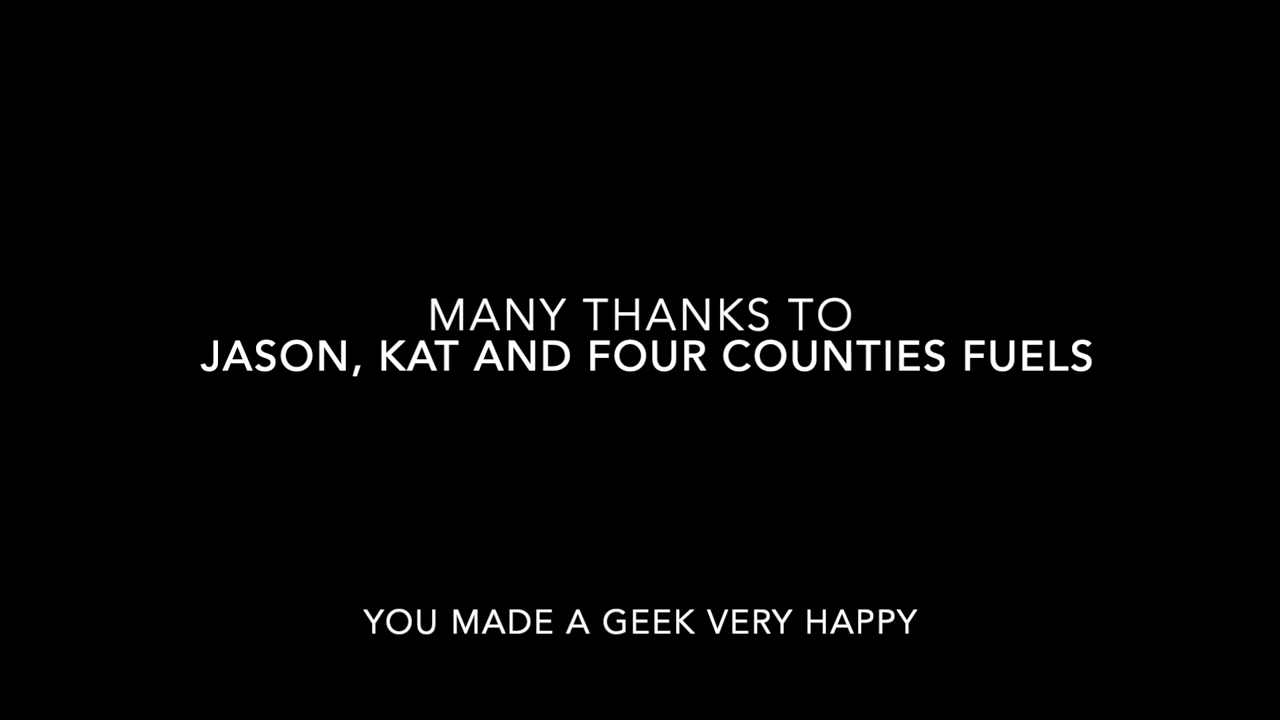 MANY THANKS TO
JASON, KAT AND FOUR COUNTIES FUELS
YOU MADE A GEEK VERY HAPPY